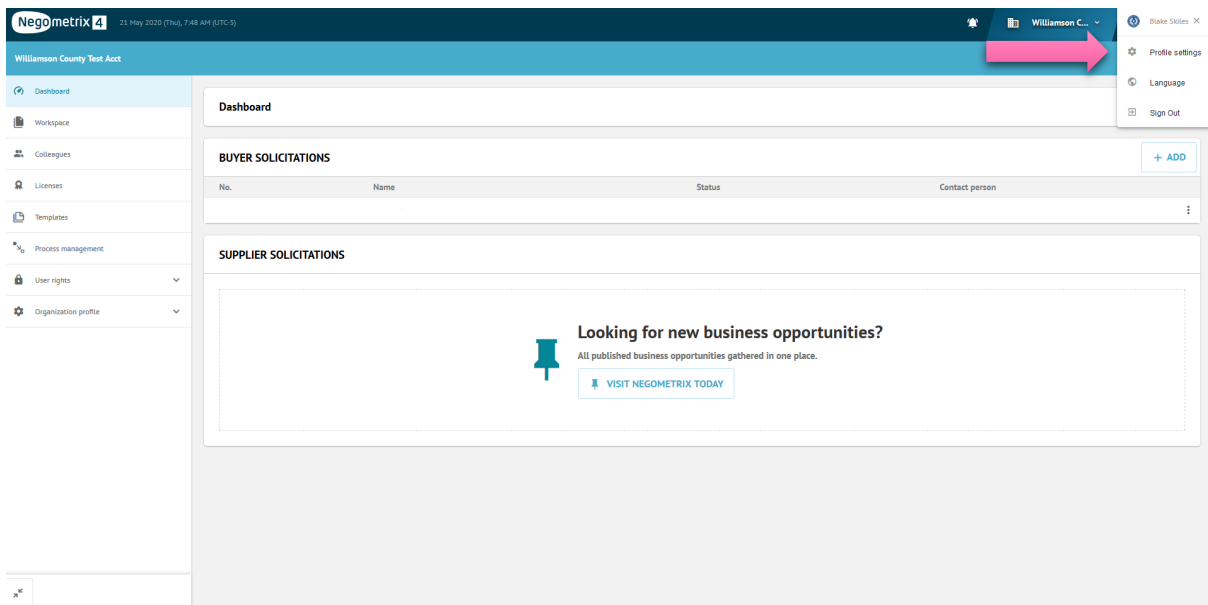 Negometrix 4 21 May 2020 (Thu), 7:48 AM (UTC-5) Williamson C... Blake Skiles
Williamson County Test Acct
Profile settings
Language
Sign Out
Dashboard
Workspace
Colleagues
Licenses
Templates
Process management
User rights
Organization profile
Dashboard
BUYER SOLICITATIONS + ADD
No. Name Status Contact person
SUPPLIER SOLICITATIONS
Looking for new business opportunities?
All published business opportunities gathered in one place.
VISIT NEGOMETRIX TODAY